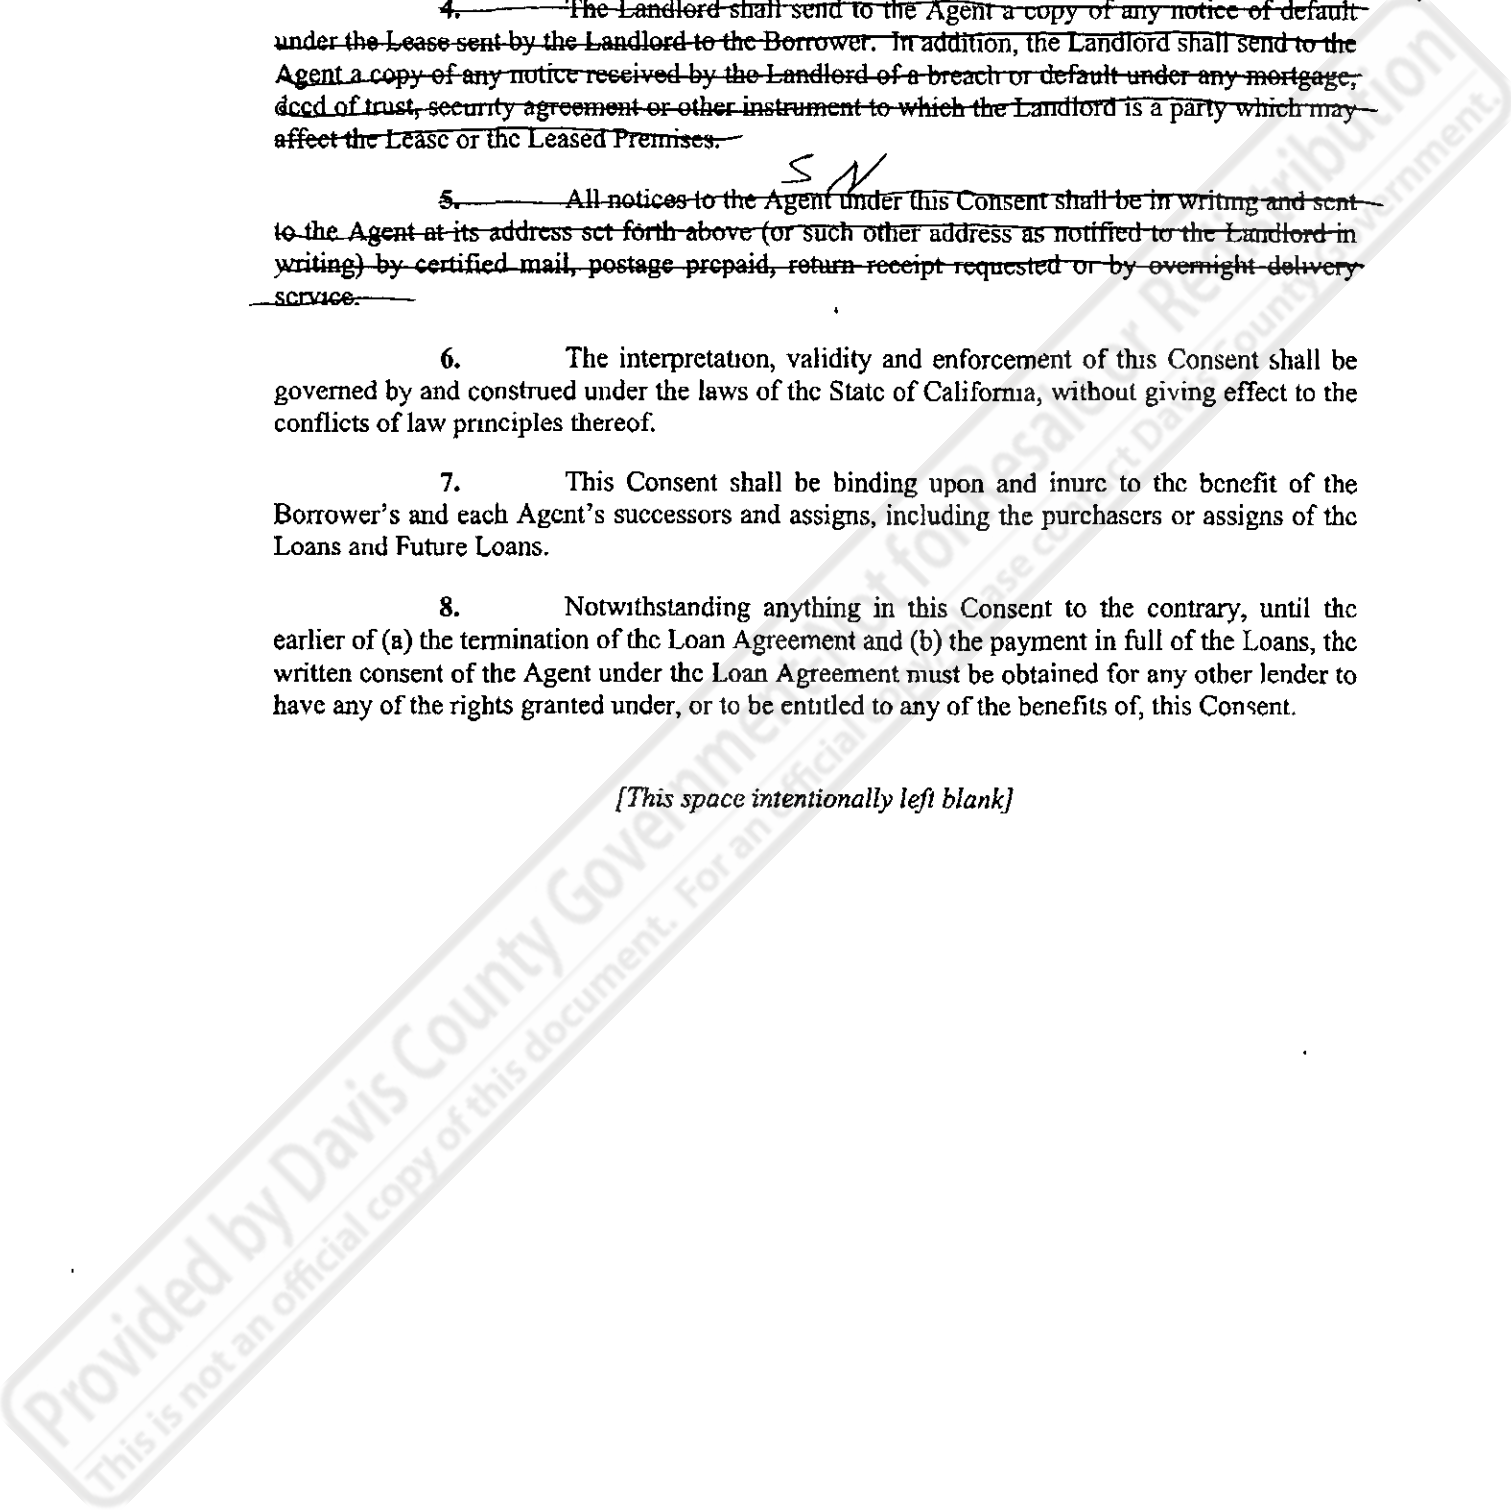 4. The Landlord shall send to the Agent a copy of any notice of default
under the Lease sent by the Landlord to the Borrower. In addition, the Landlord shall send to the
Agent a copy of any notice received by the Landlord of a breach or default under any mortgage,
deed of trust, security agreement or other instrument to which the Landlord is a party which may
affect the Lease or the Leased Premises.
S N
5. All notices to the Agent under this Consent shall be in writing and sent
to the Agent at its address set forth above (or such other address as notified to the Landlord in
writing) by certified mail, postage prepaid, return receipt requested or by overnight delivery
service.
6. The interpretation, validity and enforcement of this Consent shall be
governed by and construed under the laws of the State of California, without giving effect to the
conflicts of law principles thereof.
7. This Consent shall be binding upon and inure to the benefit of the
Borrower's and each Agent's successors and assigns, including the purchasers or assigns of the
Loans and Future Loans.
8. Notwithstanding anything in this Consent to the contrary, until the
earlier of (a) the termination of the Loan Agreement and (b) the payment in full of the Loans, the
written consent of the Agent under the Loan Agreement must be obtained for any other lender to
have any of the rights granted under, or to be entitled to any of the benefits of, this Consent.
[This space intentionally left blank]
Provided by Davis County Government-Not for Resale or Redistribution
This is not an official copy of this document. For an official copy, please contact Davis County Government.